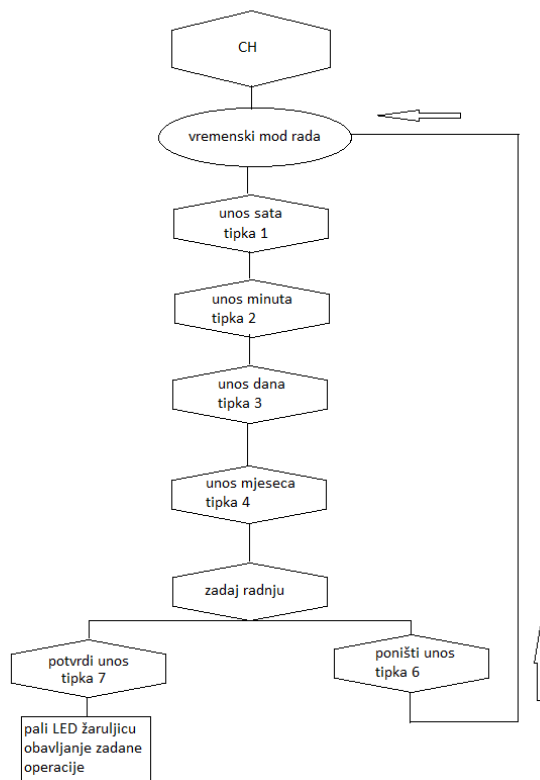 CH
vremenski mod rada
unos sata
tipka 1
unos minuta
tipka 2
unos dana
tipka 3
unos mjeseca
tipka 4
zadaj radnju
potvrdi unos
tipka 7
poništi unos
tipka 6
pali LED žaruljicu
obavljanje zadane
operacije